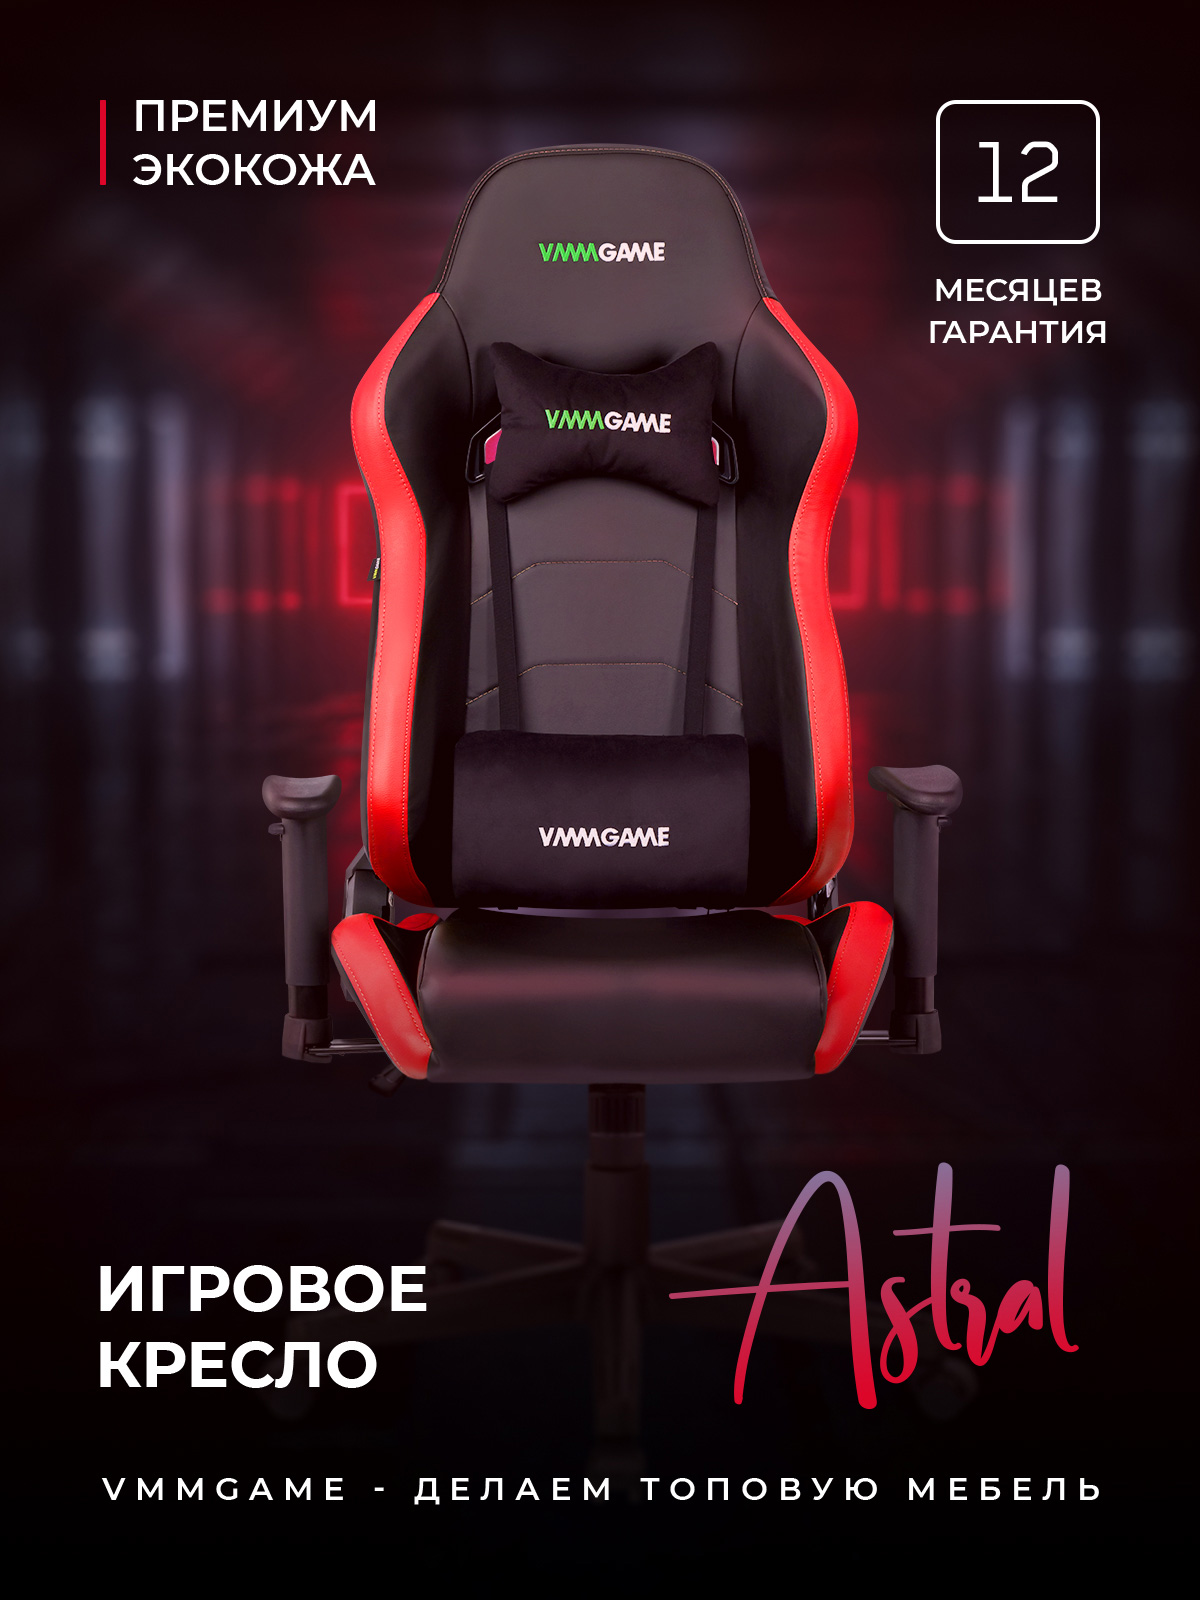 ПРЕМИУМ
ЭКОКОЖА
12
МЕСЯЦЕВ
ГАРАНТИЯ
VMMGAME
VMMGAME
VMMGAME
ИГРОВОЕ
КРЕСЛО
Astral
VMMGAME - ДЕЛАЕМ ТОПОВУЮ МЕБЕЛЬ